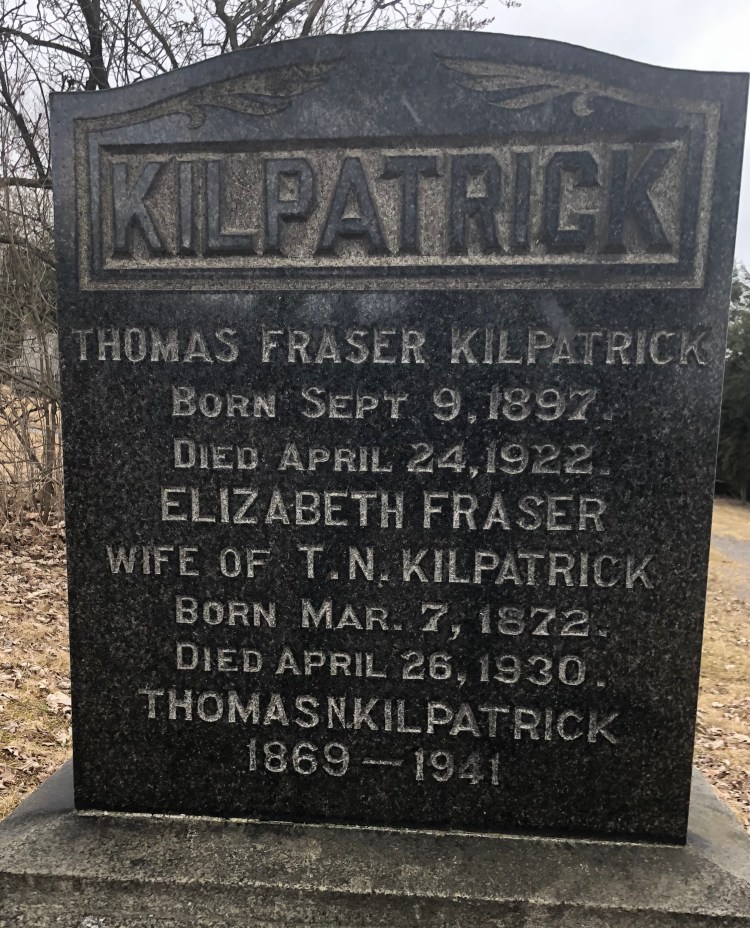 KILPATRICK
THOMAS FRASER KILPATRICK
BORN SEPT 9, 1897.
DIED APRIL 24, 1922.
ELIZABETH FRASER
WIFE OF T. N. KILPATRICK
BORN MAR. 7, 1872.
DIED APRIL 26, 1930.
THOMAS N. KILPATRICK
1869 — 1941